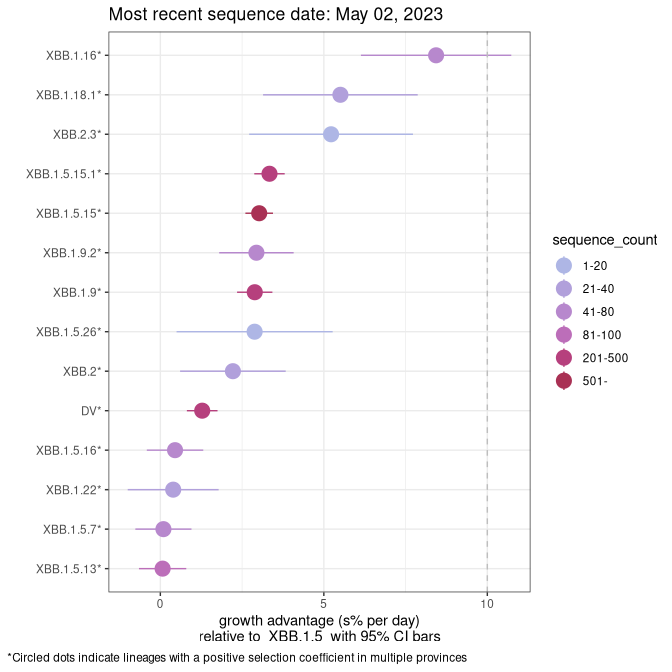 Most recent sequence date: May 02, 2023
XBB.1.16*
XBB.1.18.1*
XBB.2.3*
XBB.1.5.15.1*
XBB.1.5.15*
XBB.1.9.2*
XBB.1.9*
XBB.1.5.26*
XBB.2*
DV*
XBB.1.5.16*
XBB.1.22*
XBB.1.5.7*
XBB.1.5.13*
0 5 10
growth advantage (s% per day)
relative to XBB.1.5 with 95% CI bars
sequence_count
1-20
21-40
41-80
81-100
201-500
501-
*Circled dots indicate lineages with a positive selection coefficient in multiple provinces